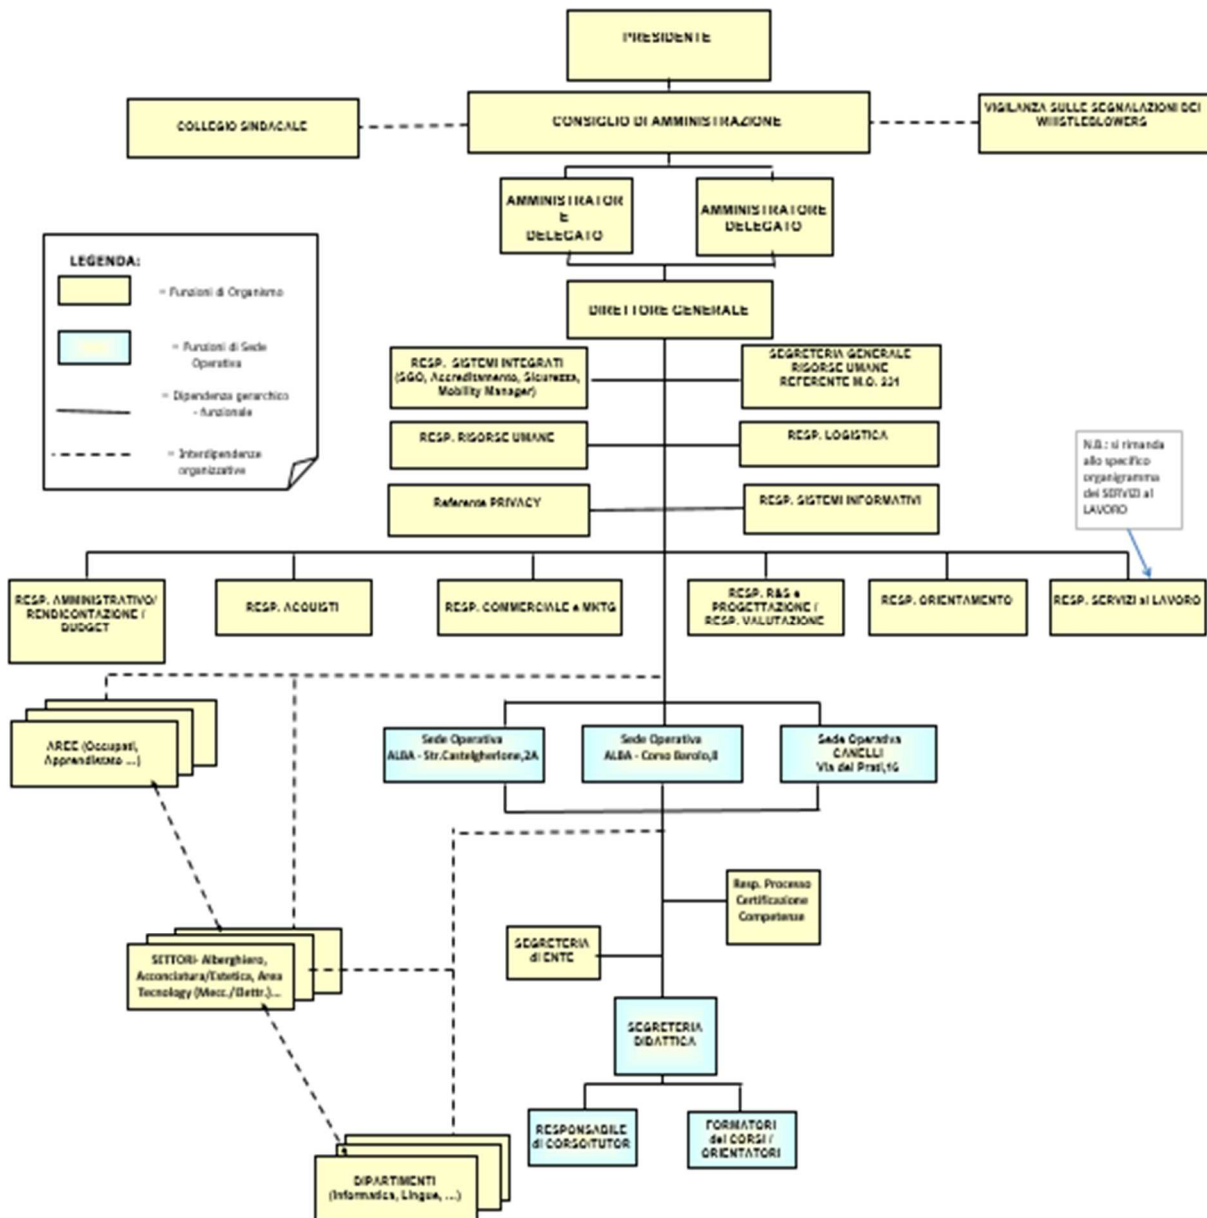 PRESIDENTE
COLLEGIO SINDACALE
CONSIGLIO DI AMMINISTRAZIONE
VIGILANZA SULLE SEGNALAZIONI DEI
WHISTLEBLOWERS
AMMINISTRATOR
E
DELEGATO
AMMINISTRATORE
DELEGATO
LEGENDA:
= Funzioni di Organismo
= Funzioni di Sede
Operativa
= Dipendenza gerarchico
- funzionale
= Interdipendenze
organizzative
DIRETTORE GENERALE
RESP. SISTEMI INTEGRATI
(SGQ, Accreditamento, Sicurezza,
Mobility Manager)
SEGRETERIA GENERALE
RISORSE UMANE
REFERENTE M.O. 231
RESP. RISORSE UMANE
RESP. LOGISTICA
Referente PRIVACY
RESP. SISTEMI INFORMATIVI
N.B.: si rimanda
allo specifico
organigramma
dei SERVIZI al
LAVORO
RESP. AMMINISTRATIVO/
RENDICONTAZIONE /
BUDGET
RESP. ACQUISTI
RESP. COMMERCIALE e MKTG
RESP. R&S e
PROGETTAZIONE /
RESP. VALUTAZIONE
RESP. ORIENTAMENTO
RESP. SERVIZI al LAVORO
AREE (Occupati,
Apprendistato ...)
Sede Operativa
ALBA - Str.Castelgherlone,2A
Sede Operativa
ALBA - Corso Barolo,8
Sede Operativa
CANELLI
Via dei Prati,16
Resp. Processo
Certificazione
Competenze
SEGRETERIA
di ENTE
SETTORI- Alberghiero,
Acconciatura/Estetica, Area
Tecnology (Mecc./Elettr.)...
SEGRETERIA
DIDATTICA
RESPONSABILE
di CORSO/TUTOR
FORMATORI
dei CORSI /
ORIENTATORI
DIPARTIMENTI
(Informatica, Lingue, ...)